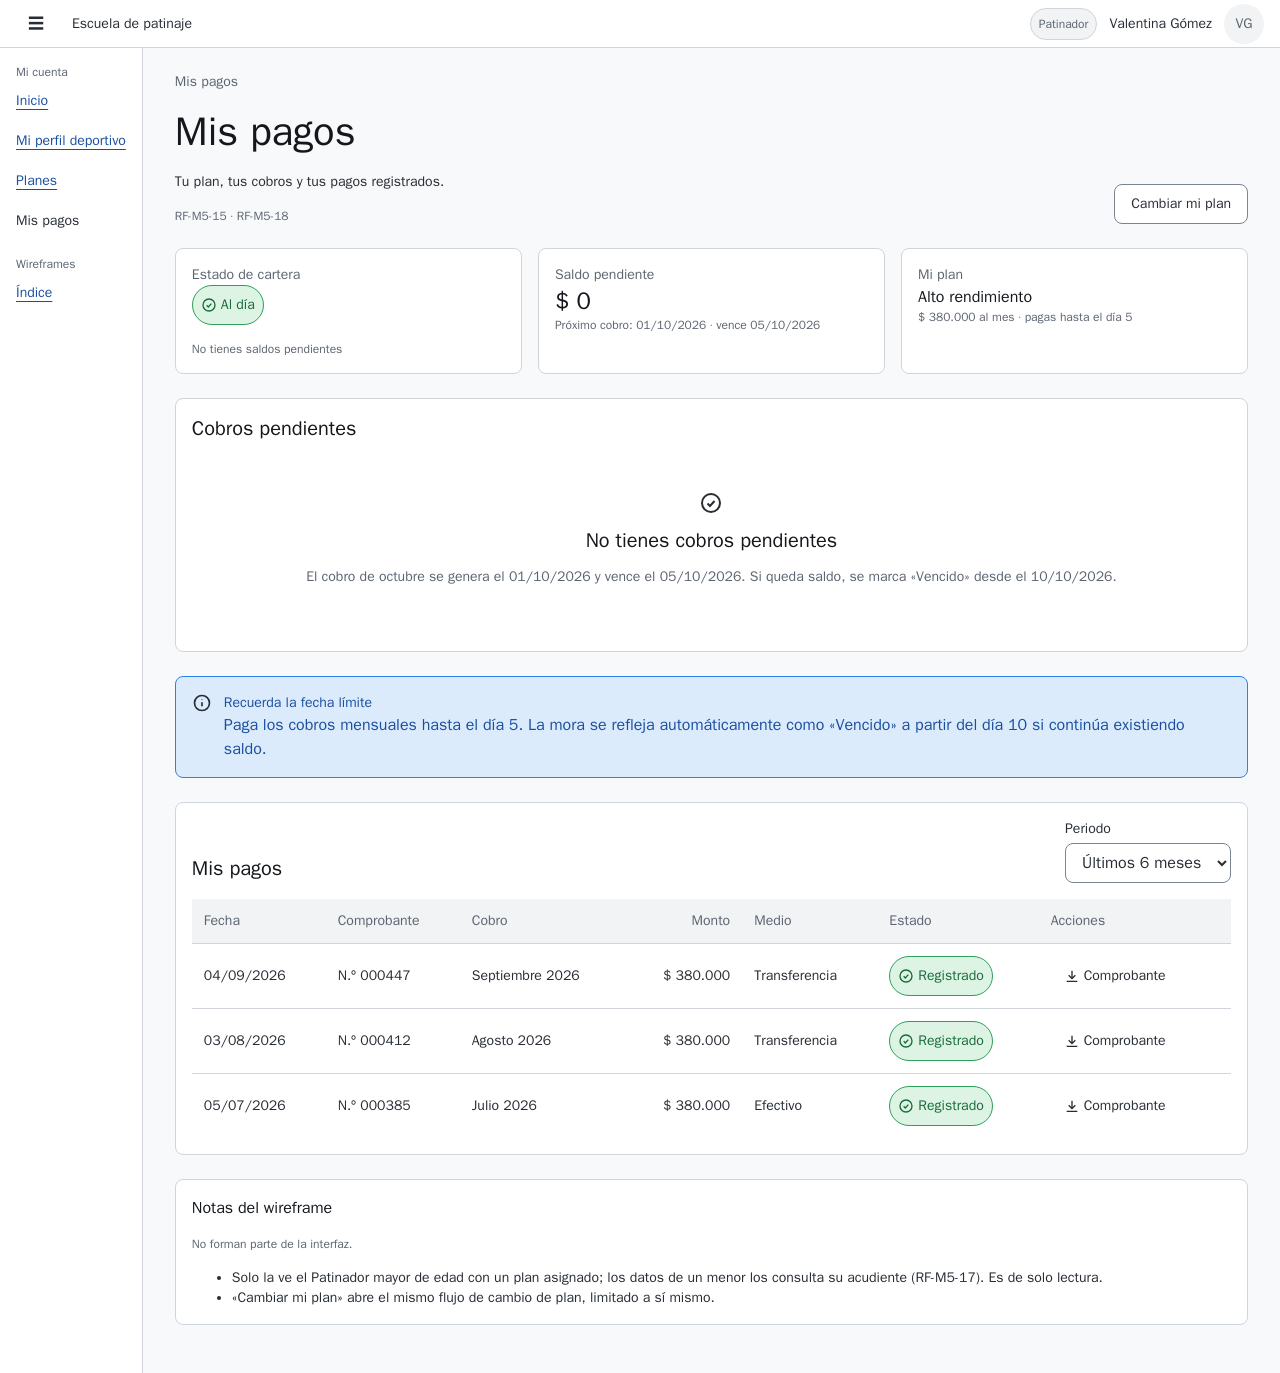 Escuela de patinaje
Patinador
Valentina Gómez
VG
Mi cuenta
Inicio
Mi perfil deportivo
Planes
Mis pagos
Wireframes
Índice
Mis pagos
Mis pagos
Tu plan, tus cobros y tus pagos registrados.
RF-M5-15 · RF-M5-18
Cambiar mi plan
Estado de cartera
Al día
No tienes saldos pendientes
Saldo pendiente
$ 0
Próximo cobro: 01/10/2026 · vence 05/10/2026
Mi plan
Alto rendimiento
$ 380.000 al mes · pagas hasta el día 5
Cobros pendientes
No tienes cobros pendientes
El cobro de octubre se genera el 01/10/2026 y vence el 05/10/2026. Si queda saldo, se marca «Vencido» desde el 10/10/2026.
Recuerda la fecha límite
Paga los cobros mensuales hasta el día 5. La mora se refleja automáticamente como «Vencido» a partir del día 10 si continúa existiendo
saldo.
Mis pagos
Periodo
Últimos 6 meses
Fecha Comprobante Cobro Monto Medio Estado Acciones
04/09/2026 N.º 000447 Septiembre 2026 $ 380.000 Transferencia Registrado Comprobante
03/08/2026 N.º 000412 Agosto 2026 $ 380.000 Transferencia Registrado Comprobante
05/07/2026 N.º 000385 Julio 2026 $ 380.000 Efectivo Registrado Comprobante
Notas del wireframe
No forman parte de la interfaz.
• Solo la ve el Patinador mayor de edad con un plan asignado; los datos de un menor los consulta su acudiente (RF-M5-17). Es de solo lectura.
• «Cambiar mi plan» abre el mismo flujo de cambio de plan, limitado a sí mismo.